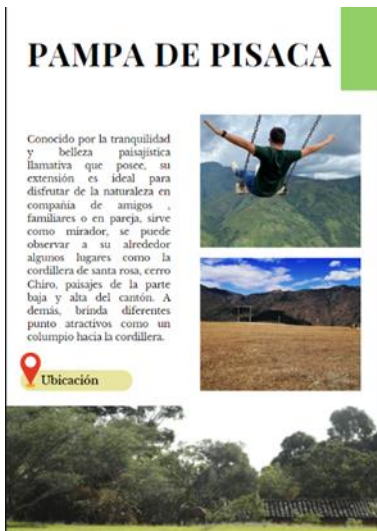 PAMPA DE PISACA
Conocido por la tranquilidad
y belleza paisajística
llamativa que posee, su
extensión es ideal para
disfrutar de la naturaleza en
compañía de amigos ,
familiares o en pareja, sirve
como mirador, se puede
observar a su alrededor
algunos lugares como la
cordillera de santa rosa, cerro
Chiro, paisajes de la parte
baja y alta del cantón. A
demás, brinda diferentes
punto atractivos como un
columpio hacia la cordillera.
Ubicación